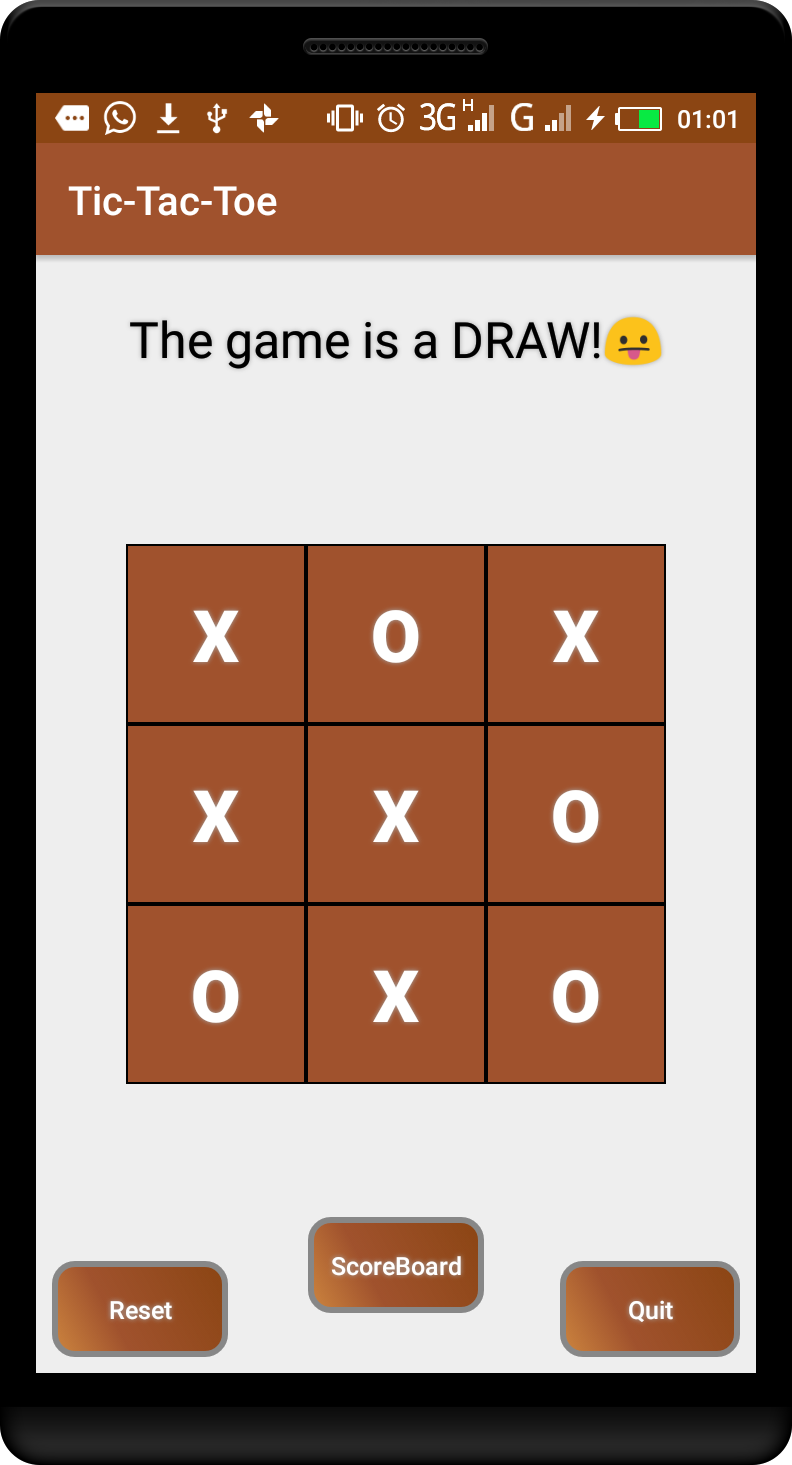 3G H G 01:01
Tic-Tac-Toe
The game is a DRAW!😛
X O X
X X O
O X O
ScoreBoard
Reset Quit